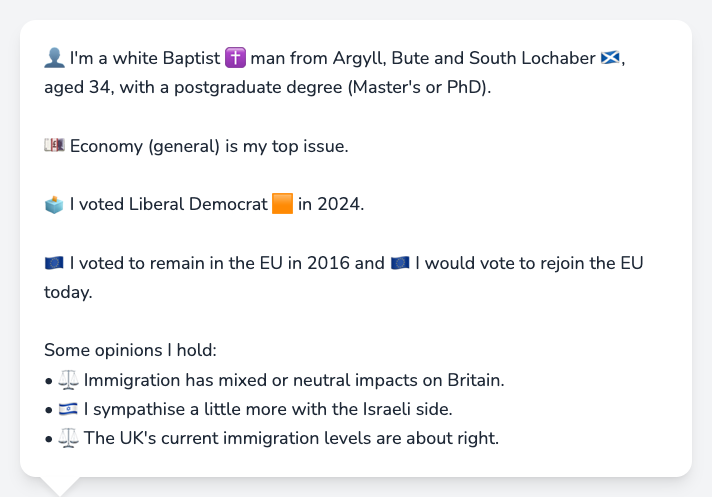 👤 I'm a white Baptist ✝️ man from Argyll, Bute and South Lochaber 🏴󠁧󠁢󠁳󠁣󠁴󠁿,
aged 34, with a postgraduate degree (Master's or PhD).
💷 Economy (general) is my top issue.
🗳️ I voted Liberal Democrat 🟧 in 2024.
🇪🇺 I voted to remain in the EU in 2016 and 🇪🇺 I would vote to rejoin the EU
today.
Some opinions I hold:
• ⚖️ Immigration has mixed or neutral impacts on Britain.
• 🇮🇱 I sympathise a little more with the Israeli side.
• ⚖️ The UK's current immigration levels are about right.